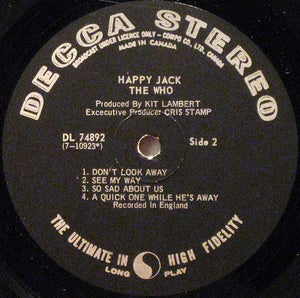 DECCA STEREO
BROADCAST UNDER LICENCE ONLY - COMPO CO., LTD., CANADA
MADE IN CANADA
HAPPY JACK
THE WHO
Produced By KIT LAMBERT
Excecutive Producer CRIS STAMP
DL 74892
(7-10923*)
Side 2
1. DON'T LOOK AWAY
2. SEE MY WAY
3. SO SAD ABOUT US
4. A QUICK ONE WHILE HE'S AWAY
Recorded In England
THE ULTIMATE IN HIGH FIDELITY
LONG PLAY